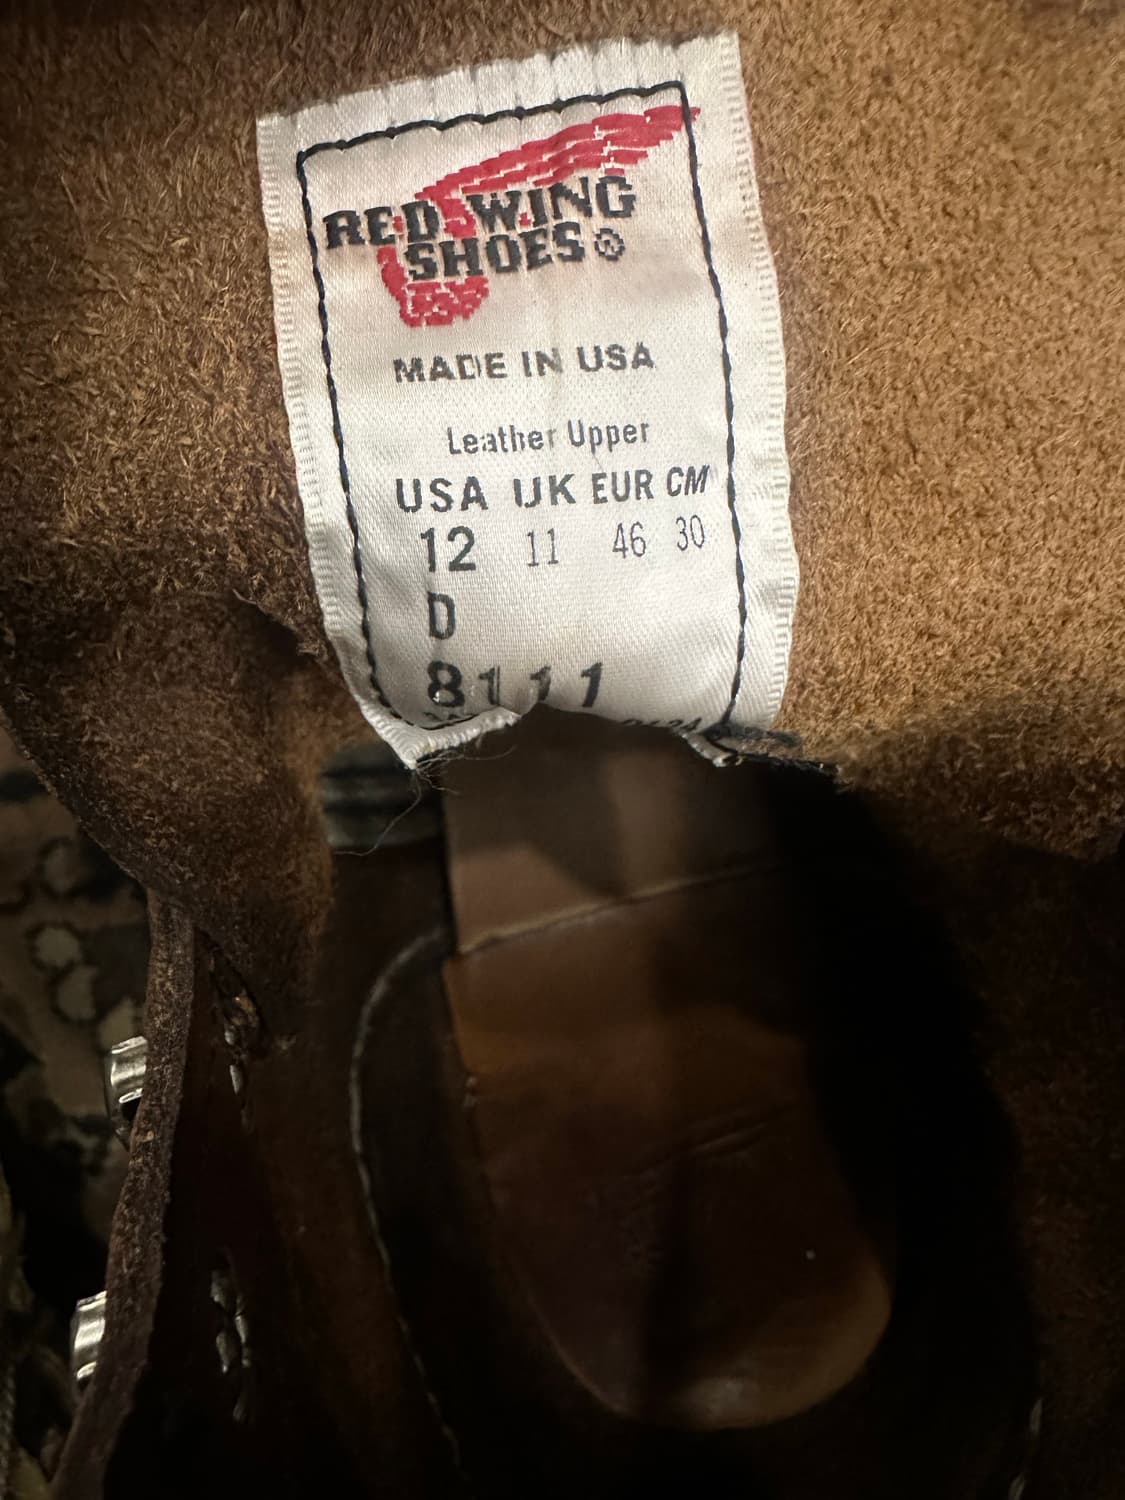 RED WING
SHOES®
MADE IN USA
Leather Upper
USA UK EUR CM
12 11 46 30
D
8111